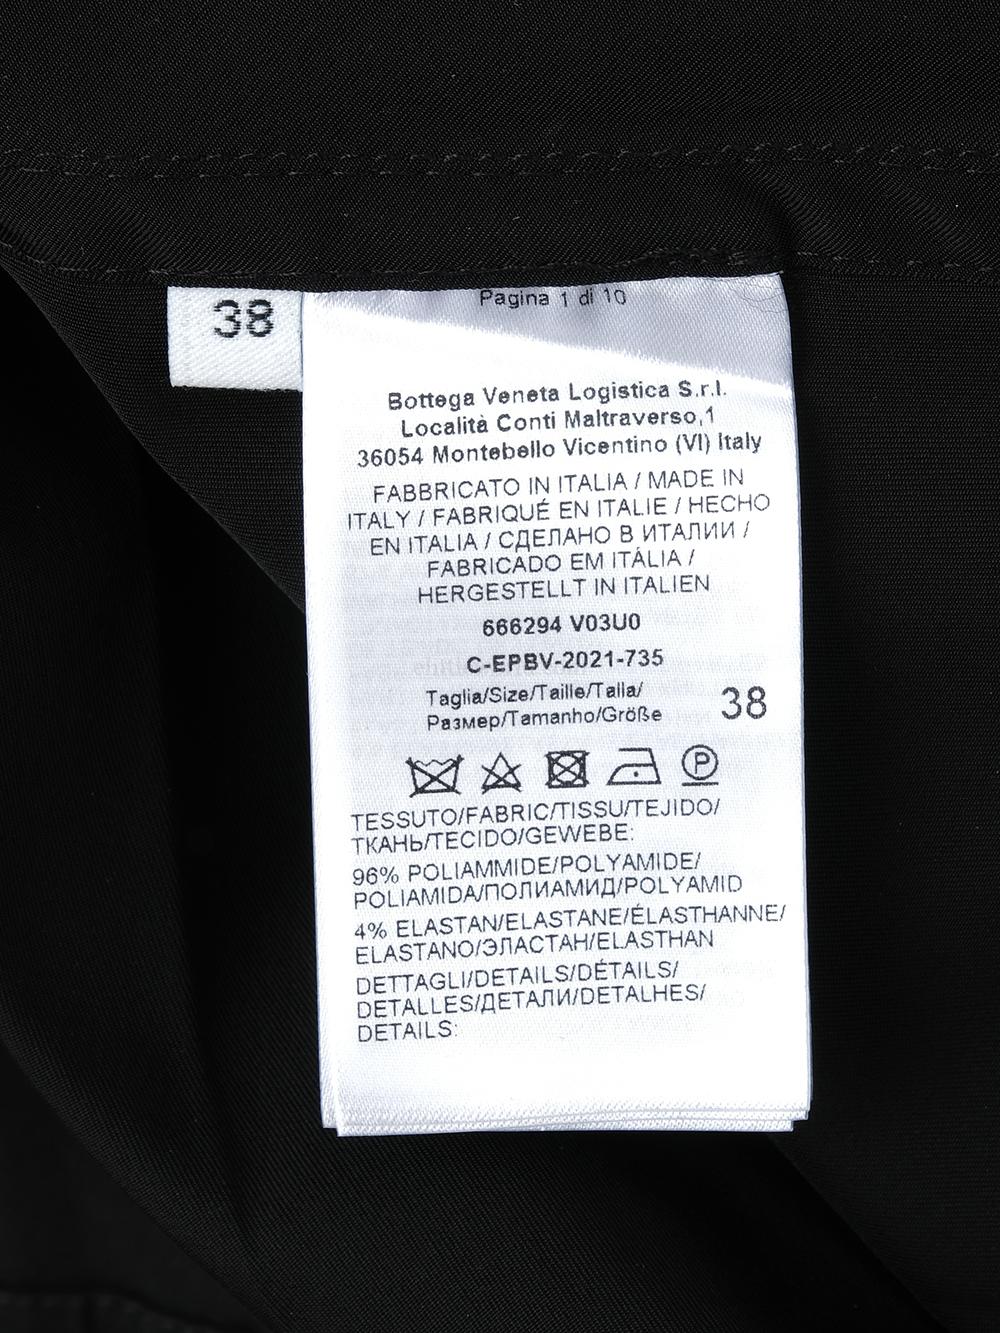 38
Pagina 1 di 10
Bottega Veneta Logistica S.r.l.
Località Conti Maltraverso,1
36054 Montebello Vicentino (VI) Italy
FABBRICATO IN ITALIA / MADE IN
ITALY / FABRIQUÉ EN ITALIE / HECHO
EN ITALIA / СДЕЛАНО В ИТАЛИИ /
FABRICADO EM ITÁLIA /
HERGESTELLT IN ITALIEN
666294 V03U0
C-EPBV-2021-735
Taglia/Size/Taille/Talla/
Размер/Tamanho/Größe
38
P
TESSUTO/FABRIC/TISSU/TEJIDO/
ТКАНЬ/TECIDO/GEWEBE:
96% POLIAMMIDE/POLYAMIDE/
POLIAMIDA/ПОЛИАМИД/POLYAMID
4% ELASTAN/ELASTANE/ÉLASTHANNE/
ELASTANO/ЭЛАСТАН/ELASTHAN
DETTAGLI/DETAILS/DÉTAILS/
DETALLES/ДЕТАЛИ/DETALHES/
DETAILS: